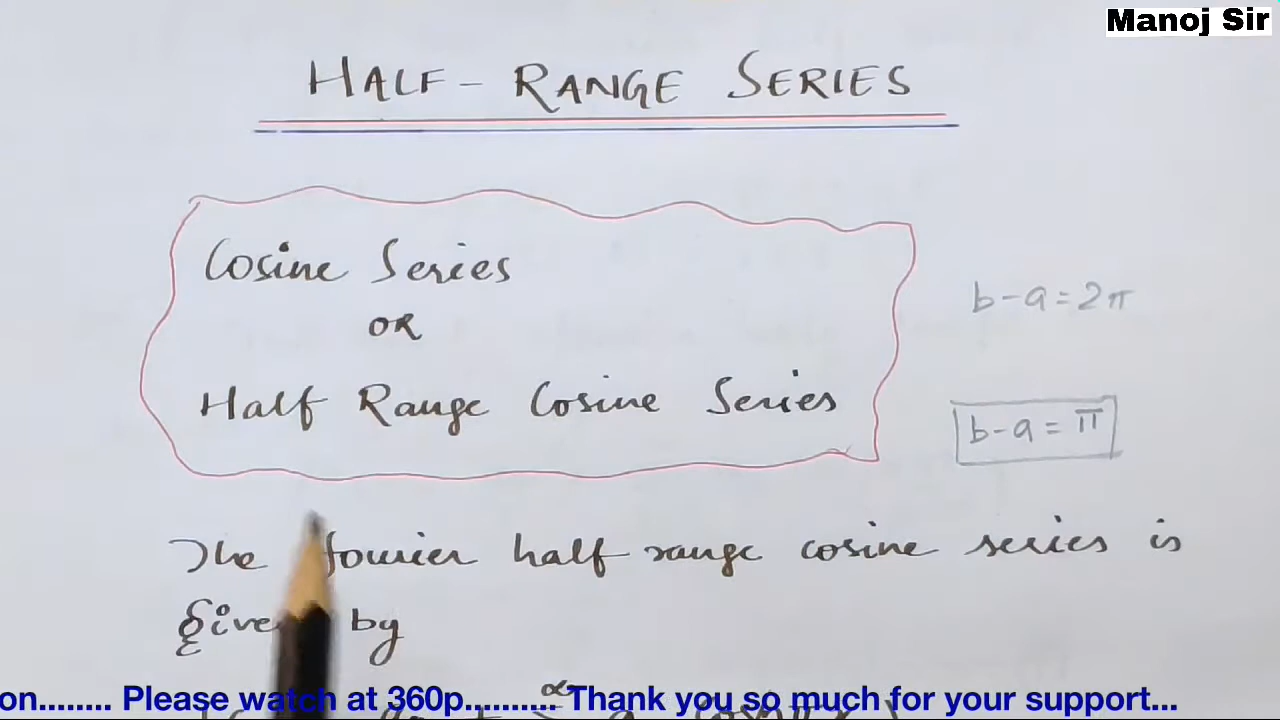 Manoj Sir
HALF - RANGE SERIES
Cosine Series
OR
Half Range Cosine Series
b-a=2π
b-a=π
The fourier half range cosine series is
by
on........ Please watch at 360p.......... Thank you so much for your support...